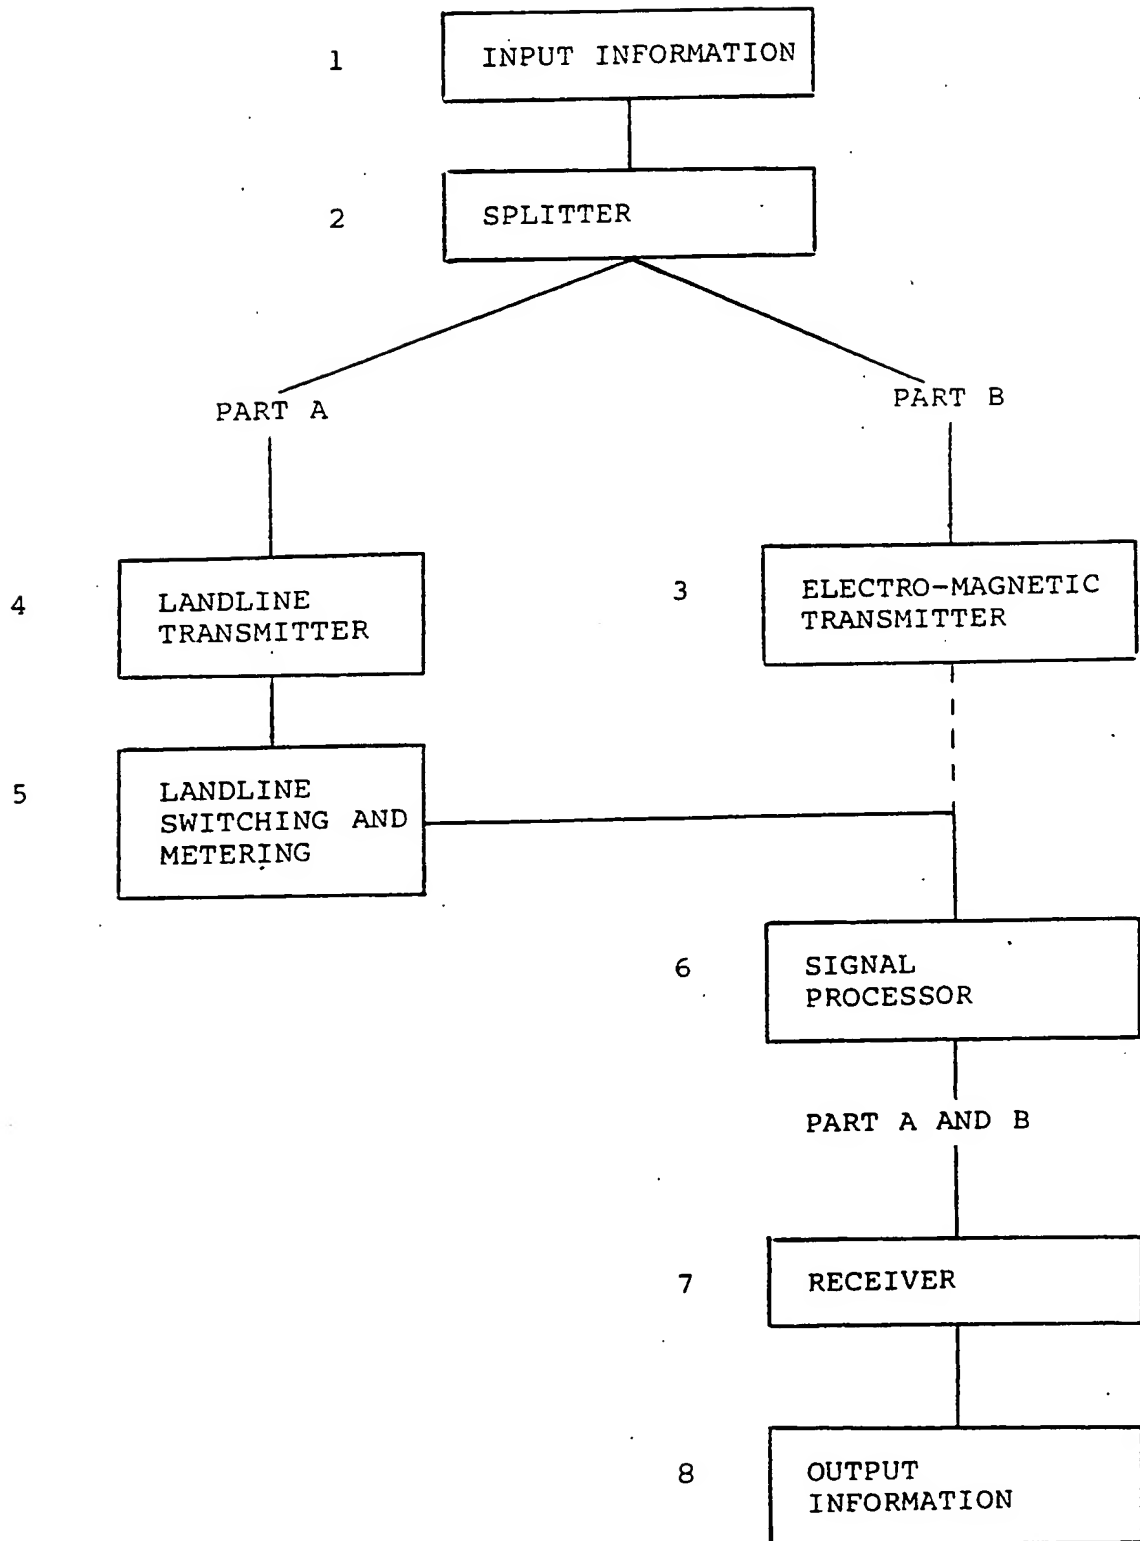 1
INPUT INFORMATION
2
SPLITTER
PART A
PART B
4
LANDLINE
TRANSMITTER
3
ELECTRO-MAGNETIC
TRANSMITTER
5
LANDLINE
SWITCHING AND
METERING
6
SIGNAL
PROCESSOR
PART A AND B
7
RECEIVER
8
OUTPUT
INFORMATION